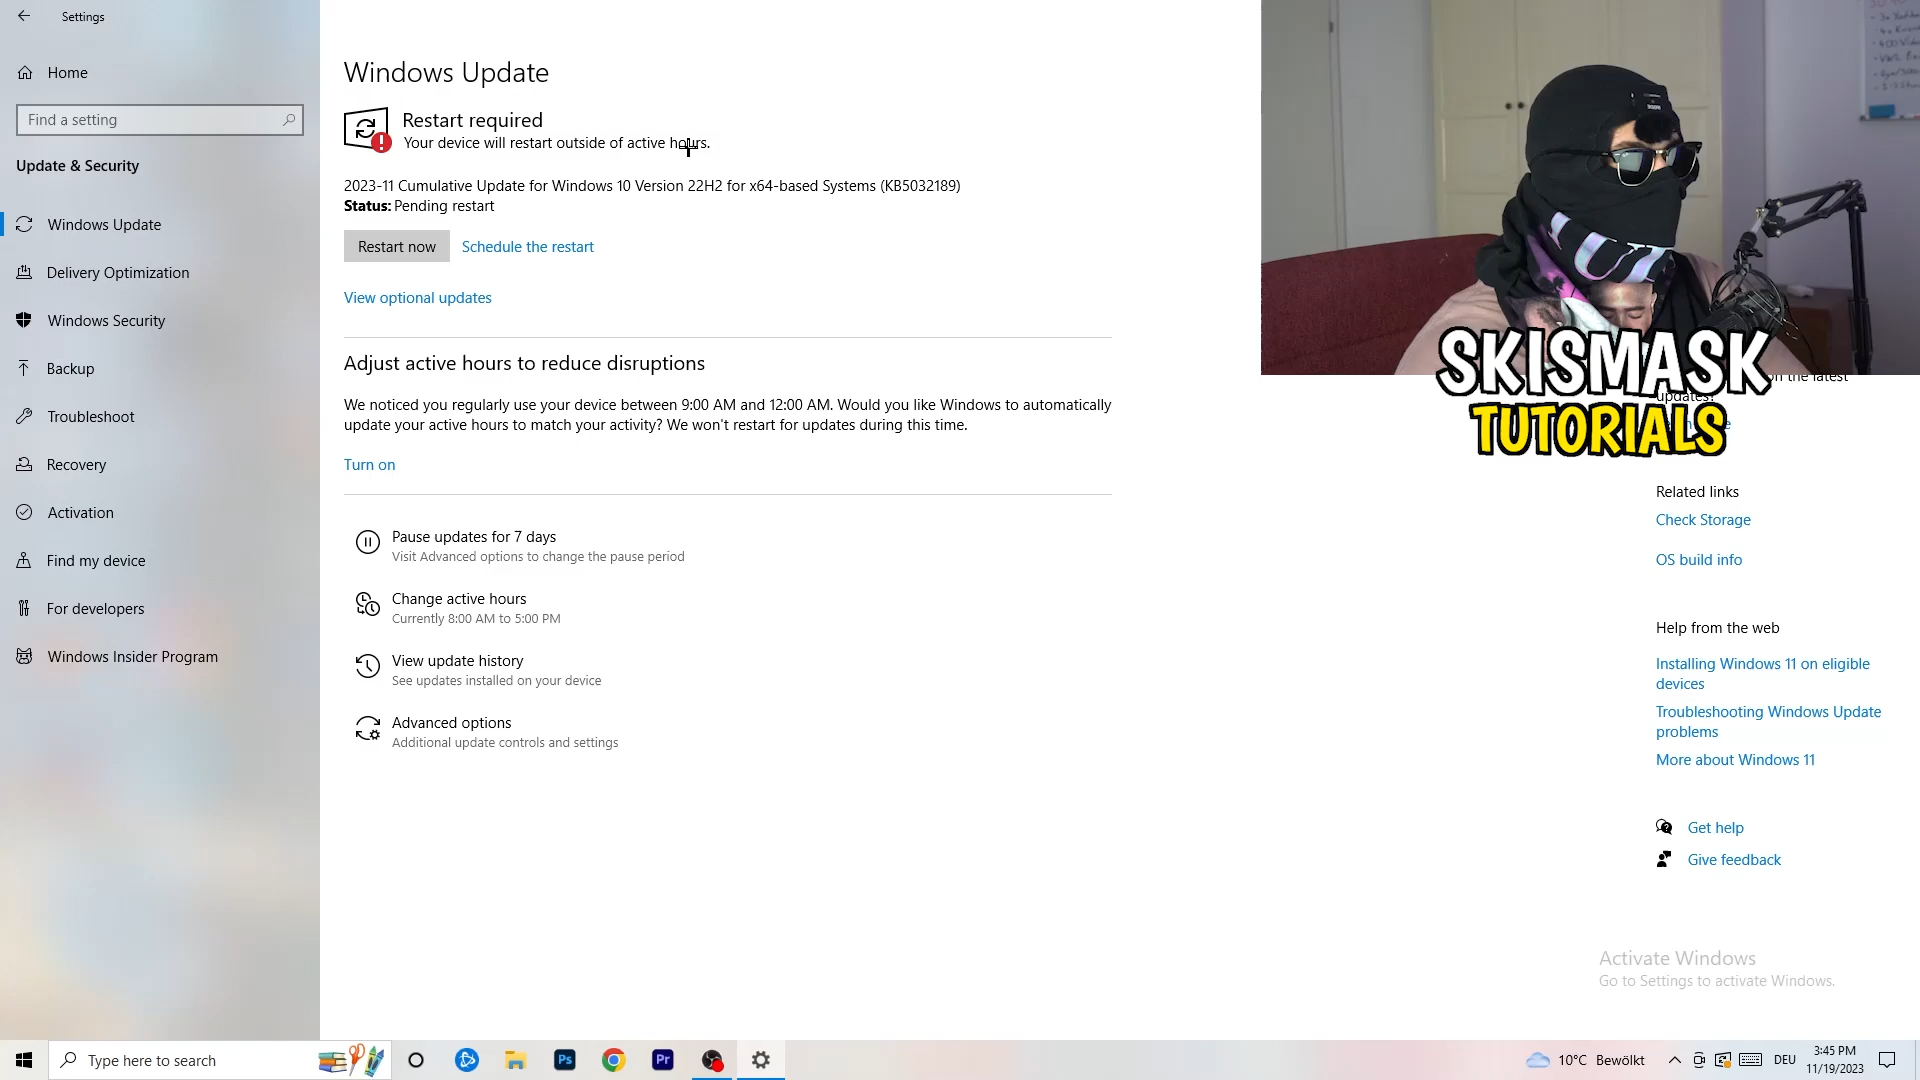 Settings
Home
Find a setting
Update & Security
Windows Update
Delivery Optimization
Windows Security
Backup
Troubleshoot
Recovery
Activation
Find my device
For developers
Windows Insider Program
Windows Update
Restart required
Your device will restart outside of active hours.
2023-11 Cumulative Update for Windows 10 Version 22H2 for x64-based Systems (KB5032189)
Status: Pending restart
Restart now
Schedule the restart
View optional updates
Adjust active hours to reduce disruptions
We noticed you regularly use your device between 9:00 AM and 12:00 AM. Would you like Windows to automatically
update your active hours to match your activity? We won't restart for updates during this time.
Turn on
Pause updates for 7 days
Visit Advanced options to change the pause period
Change active hours
Currently 8:00 AM to 5:00 PM
View update history
See updates installed on your device
Advanced options
Additional update controls and settings
SKISMASK
TUTORIALS
on the latest
updates?
Related links
Check Storage
OS build info
Help from the web
Installing Windows 11 on eligible
devices
Troubleshooting Windows Update
problems
More about Windows 11
Get help
Give feedback
Activate Windows
Go to Settings to activate Windows.
Type here to search
Ps
Pr
10°C Bewölkt
DEU
3:45 PM
11/19/2023